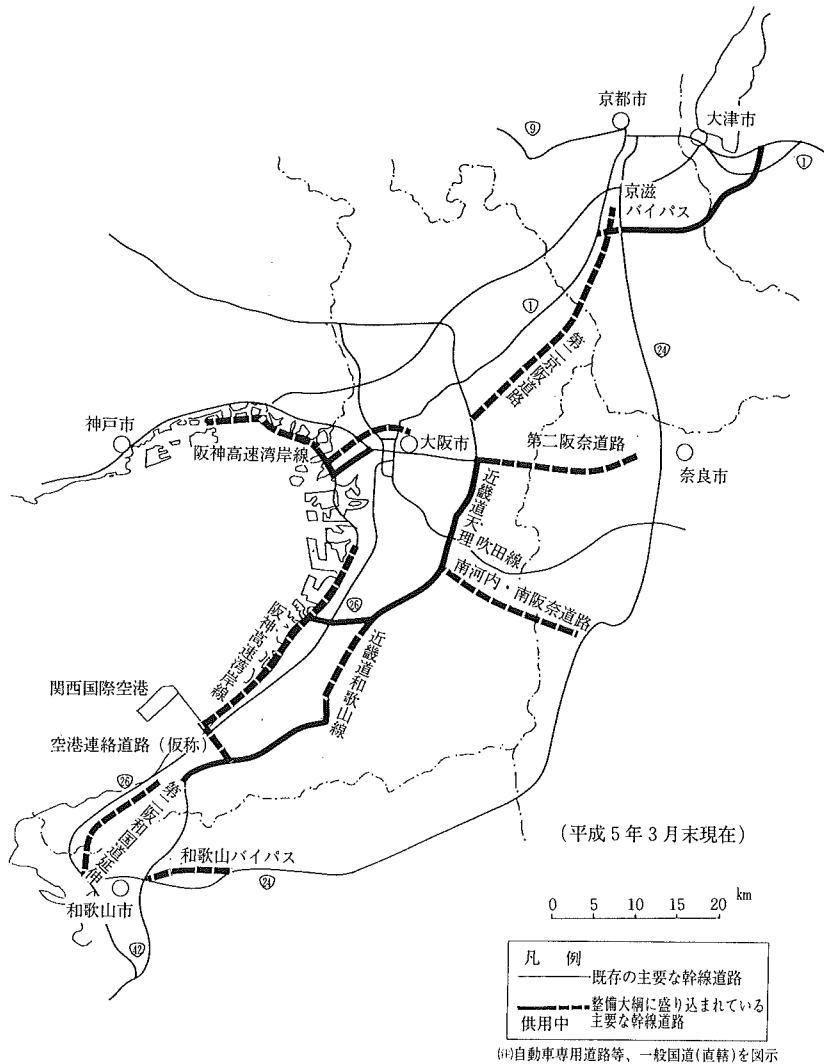 京都市
大津市
⑨
①
京滋
バイパス
①
第二京阪道路
㉔
神戸市
阪神高速湾岸線
大阪市
第二阪奈道路
奈良市
近畿道天理吹田線
南河内・南阪奈道路
㉖
阪神高速湾岸線
近畿道和歌山線
関西国際空港
空港連絡道路（仮称）
㉖
第二阪和国道延伸
(平成5年3月末現在)
和歌山バイパス
㉔
和歌山市
㊷
km
0 5 10 15 20
凡 例
既存の主要な幹線道路
整備大綱に盛り込まれている
供用中 主要な幹線道路
(注)自動車専用道路等、一般国道(直轄)を図示